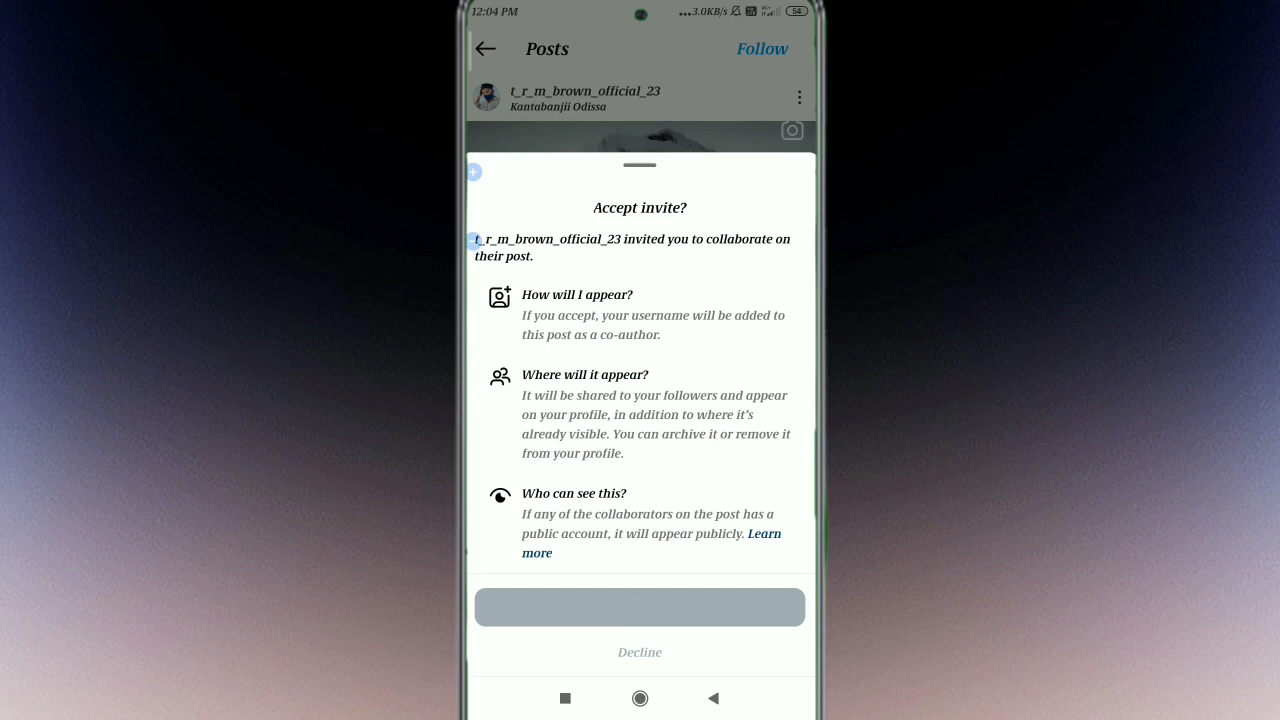 12:04 PM
...3.0KB/s
54
Posts
Follow
t_r_m_brown_official_23
Kantabanjii Odissa
Accept invite?
t_r_m_brown_official_23 invited you to collaborate on
their post.
How will I appear?
If you accept, your username will be added to
this post as a co-author.
Where will it appear?
It will be shared to your followers and appear
on your profile, in addition to where it's
already visible. You can archive it or remove it
from your profile.
Who can see this?
If any of the collaborators on the post has a
public account, it will appear publicly. Learn
more
Decline